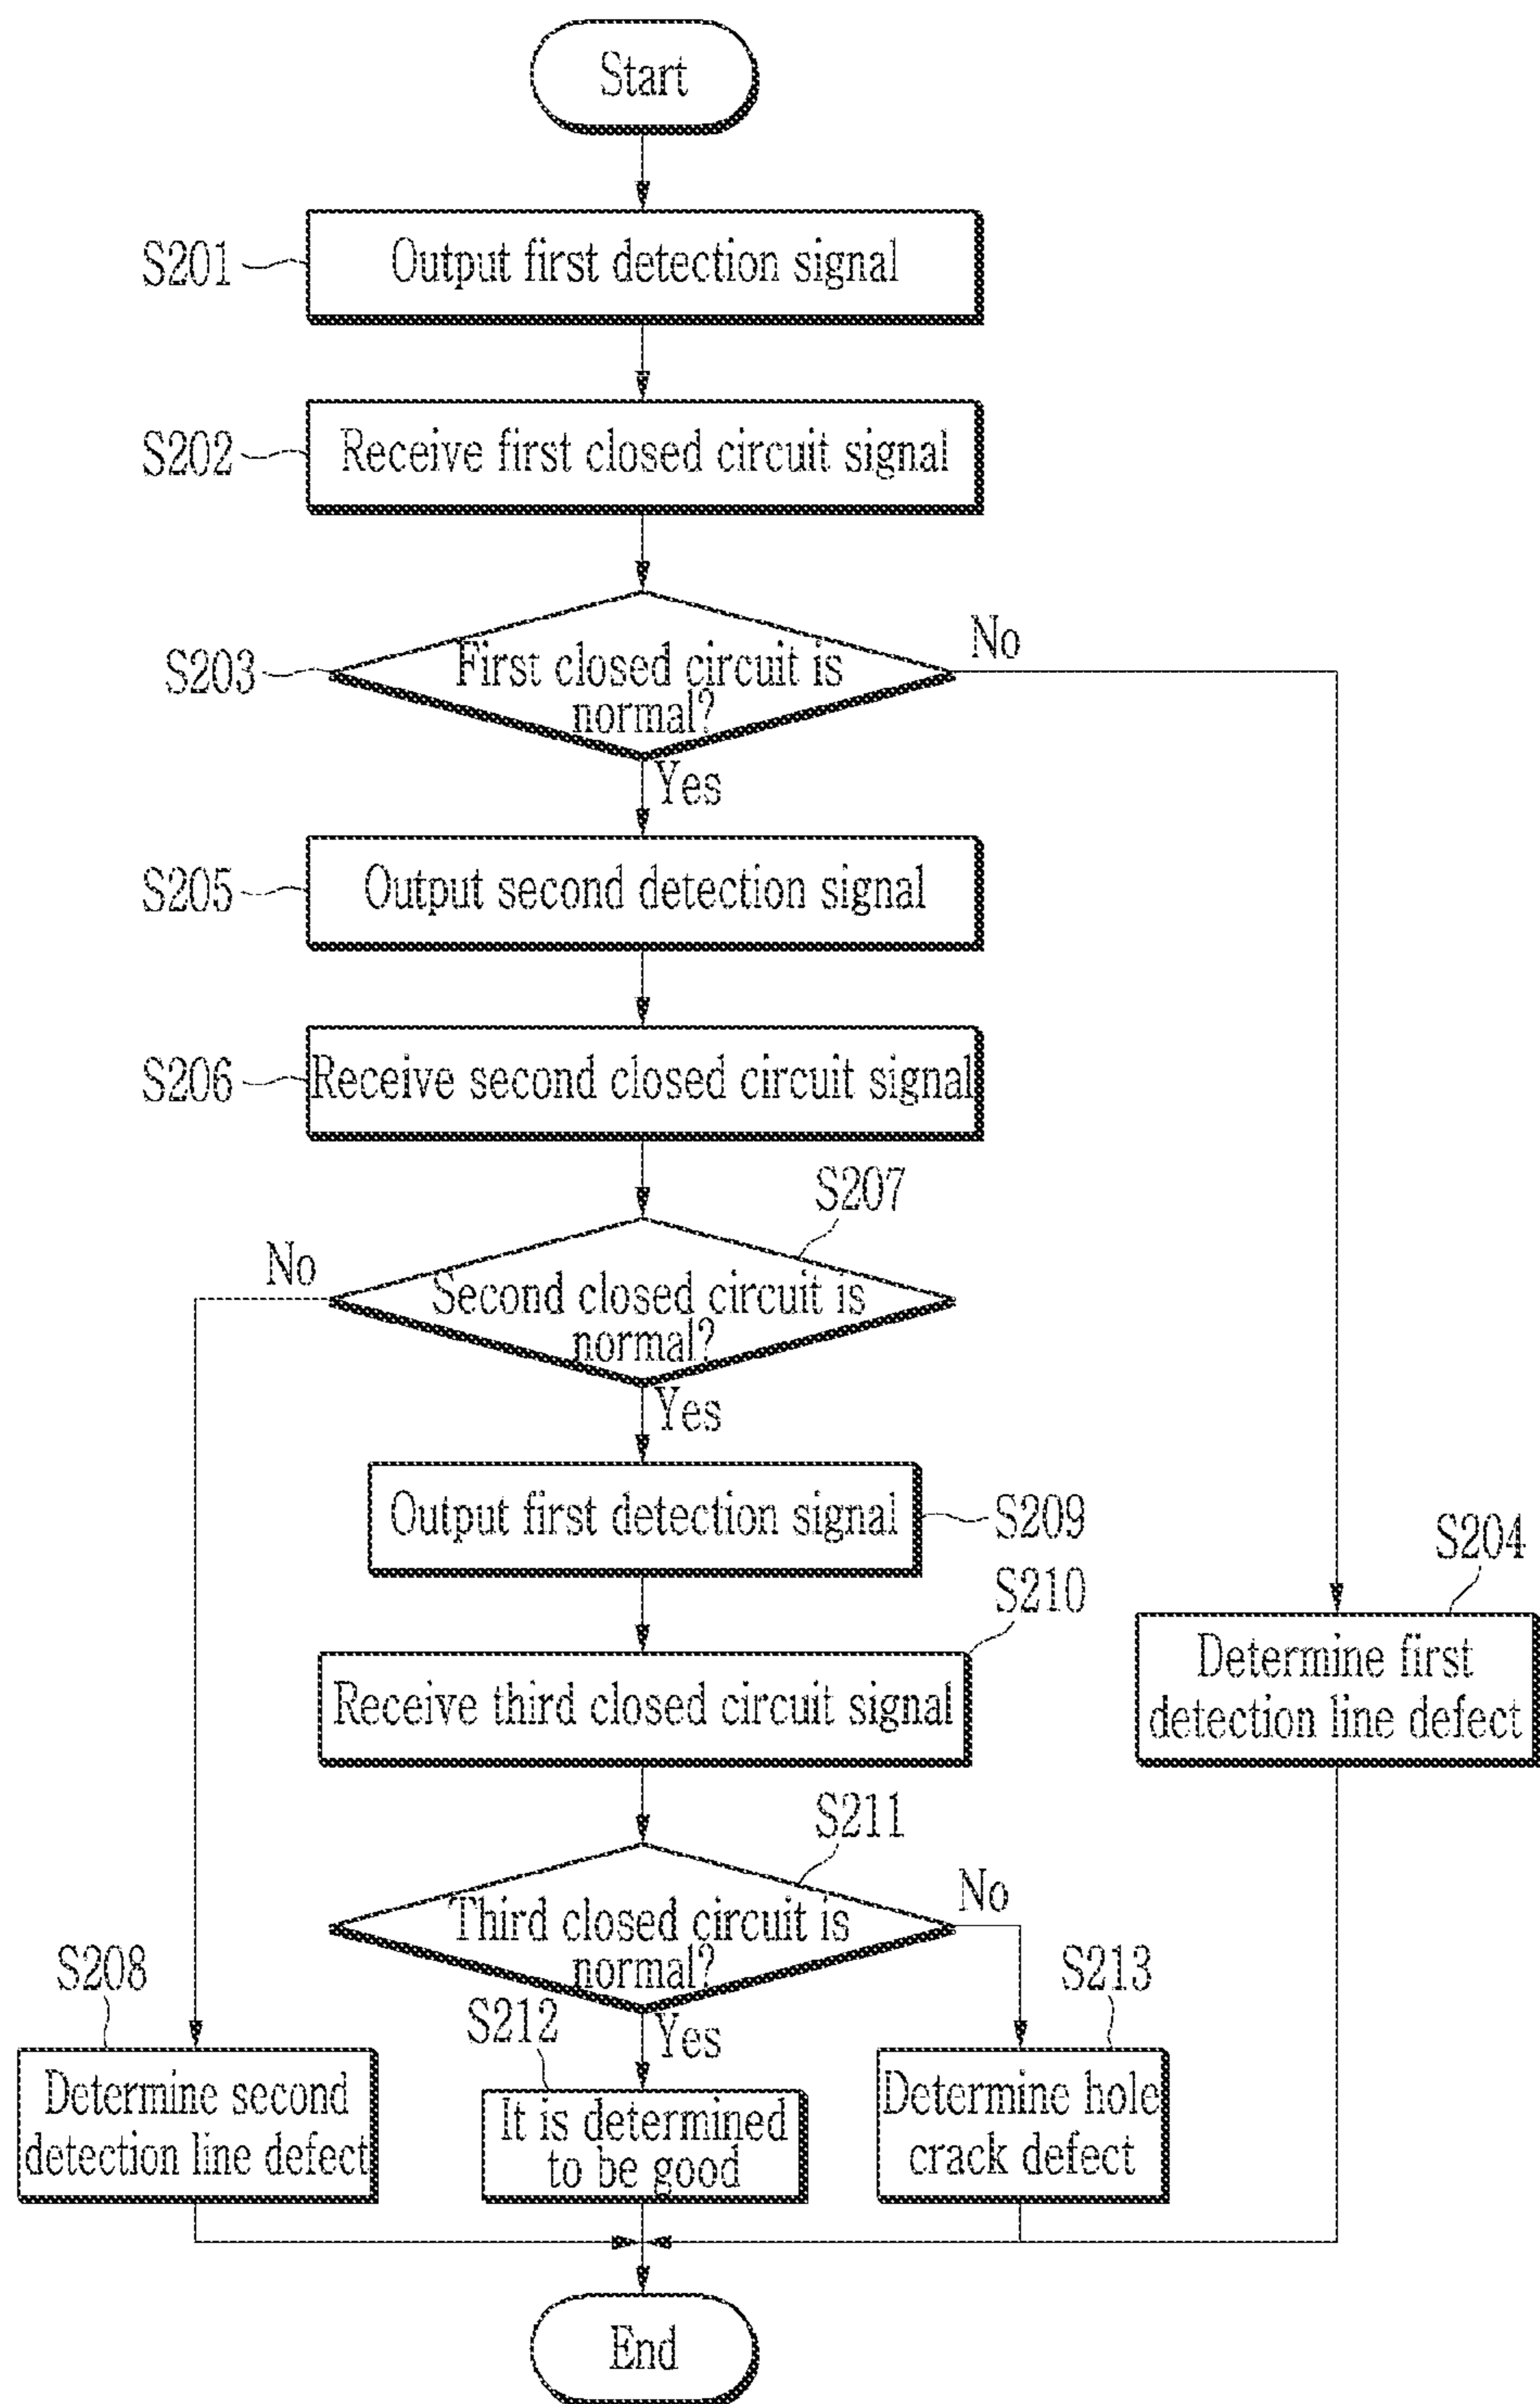 Start
S201
Output first detection signal
S202
Receive first closed circuit signal
S203
First closed circuit is
normal?
No
Yes
S205
Output second detection signal
S206
Receive second closed circuit signal
S207
No
Second closed circuit is
normal?
Yes
Output first detection signal
S209
S204
S210
Determine first
detection line defect
Receive third closed circuit signal
S211
No
Third closed circuit is
normal?
S208
S212
Yes
S213
Determine second
detection line defect
It is determined
to be good
Determine hole
crack defect
End